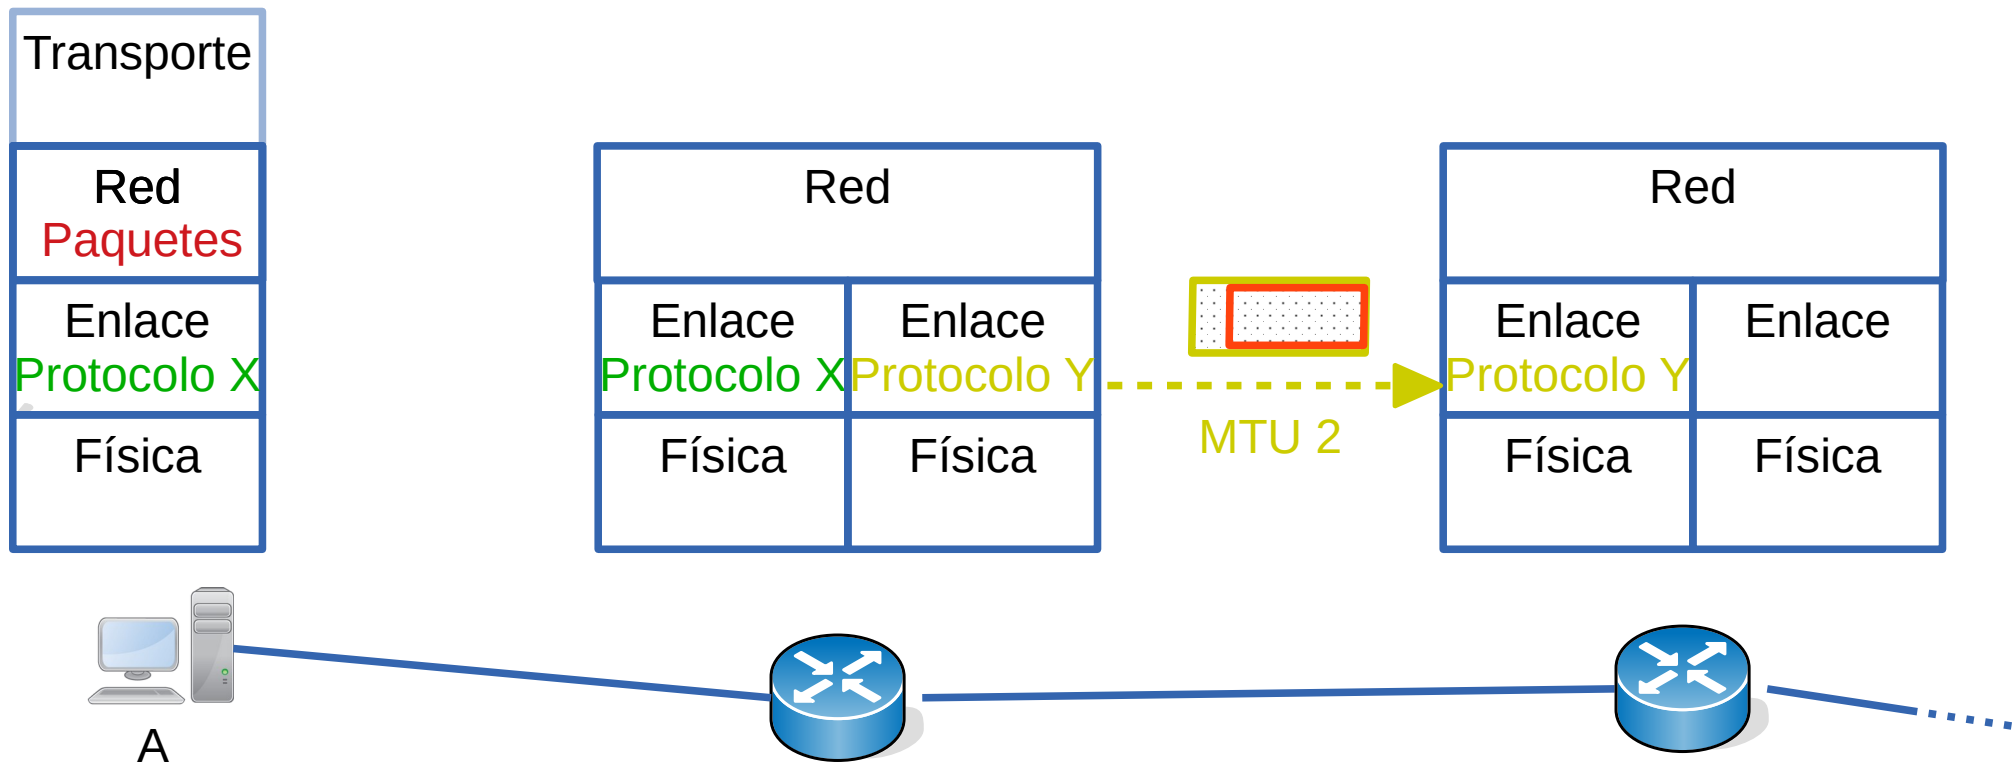 Transporte
Red
Paquetes
Enlace
Protocolo X
Física
Red
Enlace
Protocolo X
Enlace
Protocolo Y
Física
Física
MTU 2
Red
Enlace
Protocolo Y
Enlace
Física
Física
A